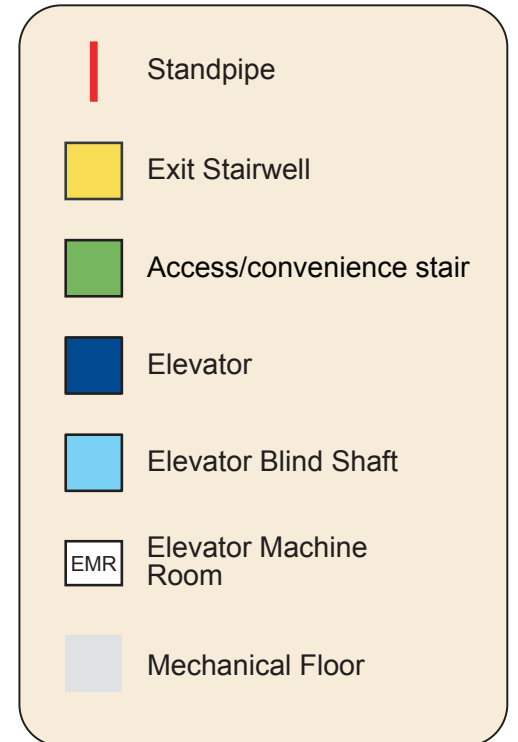 Standpipe
Exit Stairwell
Access/convenience stair
Elevator
Elevator Blind Shaft
EMR
Elevator Machine
Room
Mechanical Floor